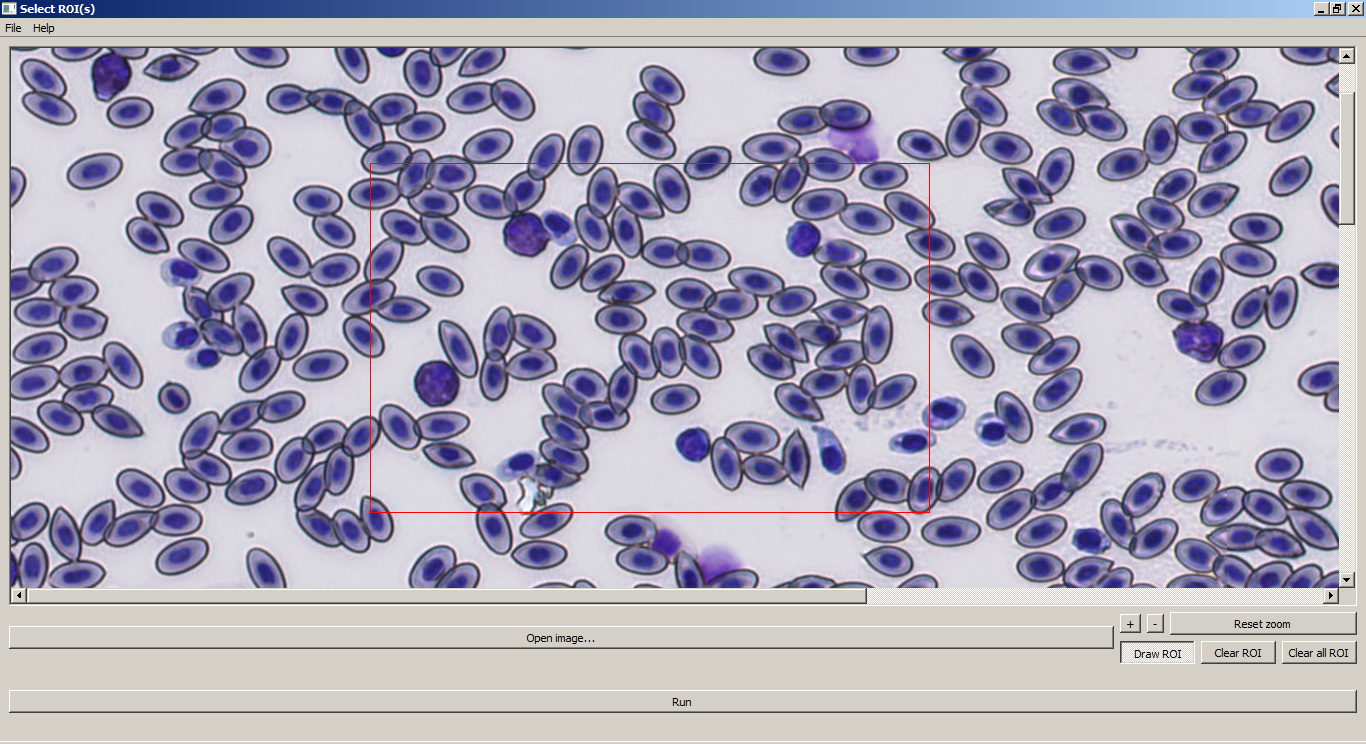 Select ROI(s)
File Help
Open image...
+ - Reset zoom
Draw ROI Clear ROI Clear all ROI
Run